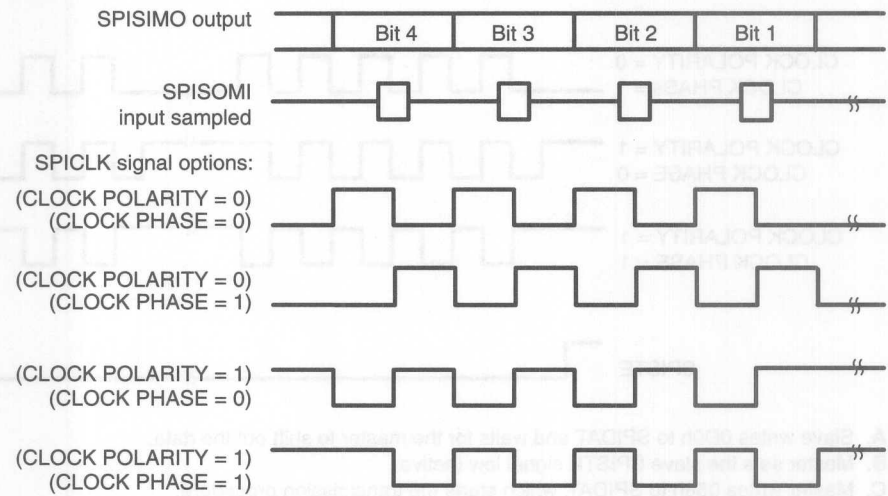 SPISIMO output
Bit 4 Bit 3 Bit 2 Bit 1
SPISOMI
input sampled
SPICLK signal options:
(CLOCK POLARITY = 0)
(CLOCK PHASE = 0)
(CLOCK POLARITY = 0)
(CLOCK PHASE = 1)
(CLOCK POLARITY = 1)
(CLOCK PHASE = 0)
(CLOCK POLARITY = 1)
(CLOCK PHASE = 1)